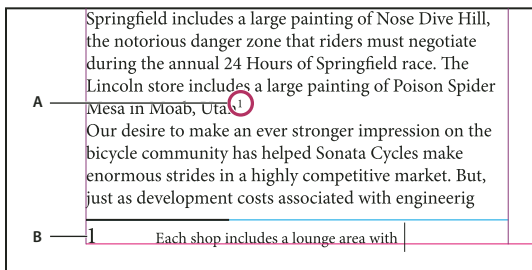 Springfield includes a large painting of Nose Dive Hill,
the notorious danger zone that riders must negotiate
during the annual 24 Hours of Springfield race. The
Lincoln store includes a large painting of Poison Spider
A Mesa in Moab, Utah1
Our desire to make an ever stronger impression on the
bicycle community has helped Sonata Cycles make
enormous strides in a highly competitive market. But,
just as development costs associated with engineerig
B 1 Each shop includes a lounge area with